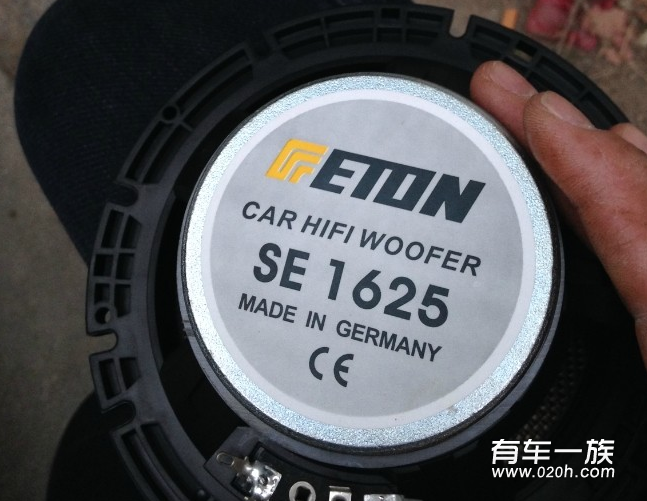 ETON
CAR HIFI WOOFER
SE 1625
MADE IN GERMANY
CE
有车一族
www.020h.com